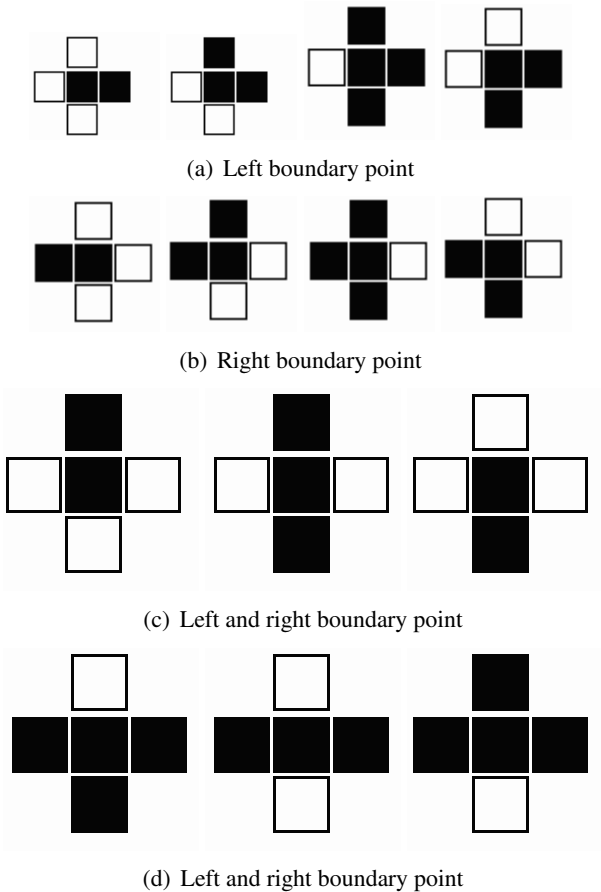 (a) Left boundary point
(b) Right boundary point
(c) Left and right boundary point
(d) Left and right boundary point